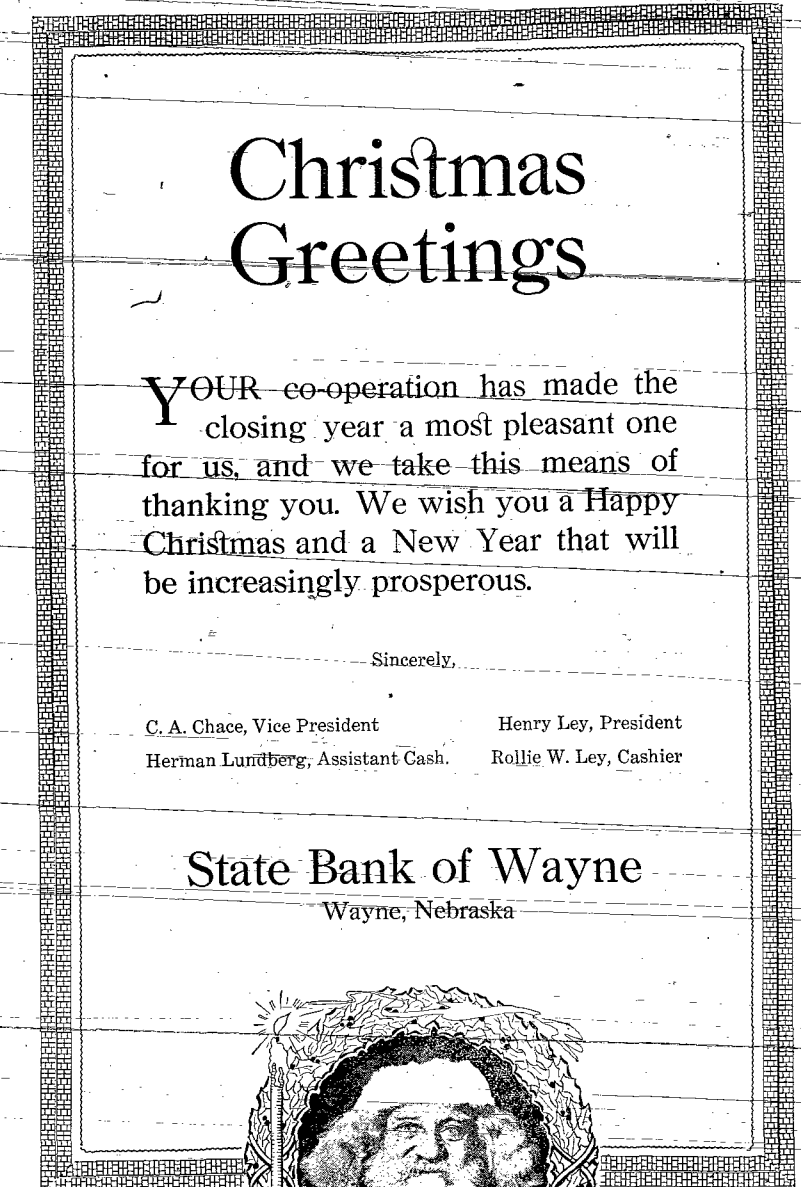 Christmas
Greetings
YOUR co-operation has made the
closing year a most pleasant one
for us, and we take this means of
thanking you. We wish you a Happy
Christmas and a New Year that will
be increasingly prosperous.
Sincerely,
C. A. Chace, Vice President Henry Ley, President
Herman Lundberg, Assistant Cash. Rollie W. Ley, Cashier
State Bank of Wayne
Wayne, Nebraska